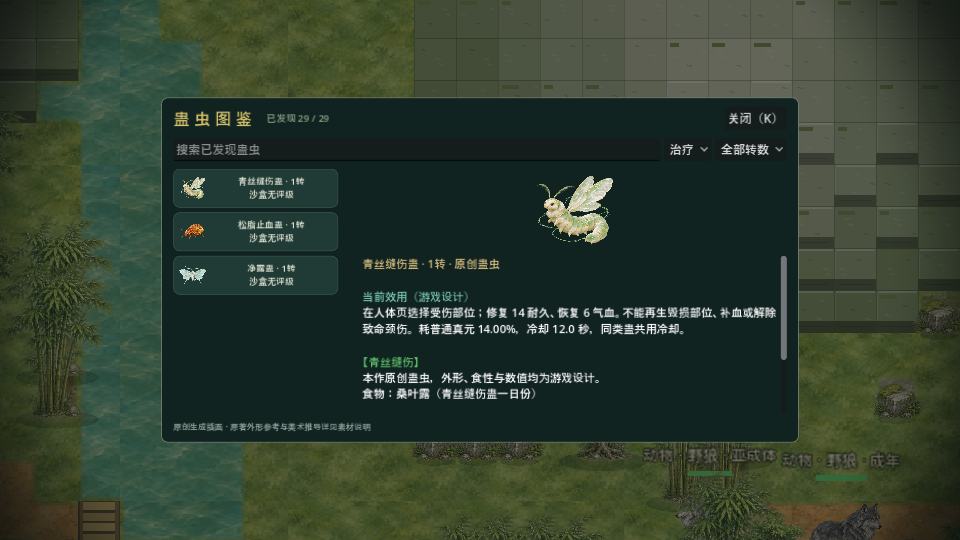 蛊虫图鉴 已发现 29 / 29 关闭（K）
搜索已发现蛊虫 治疗 全部转数
青丝缝伤蛊 · 1转
沙盒无评级
松脂止血蛊 · 1转
沙盒无评级
净露蛊 · 1转
沙盒无评级
青丝缝伤蛊 · 1转 · 原创蛊虫
当前效用（游戏设计）
在人体页选择受伤部位；修复 14 耐久、恢复 6 气血。不能再生毁损部位、补血或解除
致命颈伤。耗普通真元 14.00%，冷却 12.0 秒，同类蛊共用冷却。
【青丝缝伤】
本作原创蛊虫，外形、食性与数值均为游戏设计。
食物：桑叶露（青丝缝伤蛊一日份）
原创生成插画 · 原著外形参考与美术推导详见素材说明
动物 · 野狼 · 亚成体
动物 · 野狼 · 成年